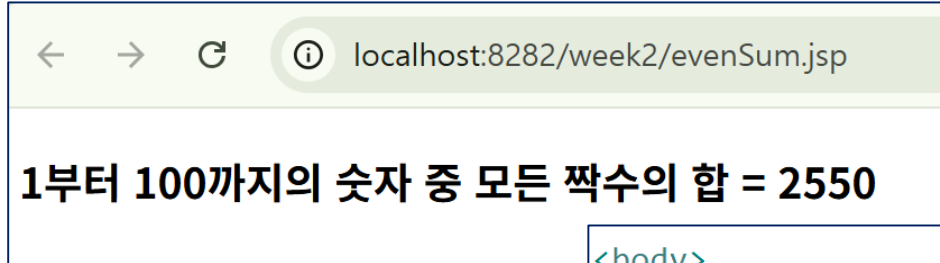 localhost:8282/week2/evenSum.jsp
1부터 100까지의 숫자 중 모든 짝수의 합 = 2550
<body>